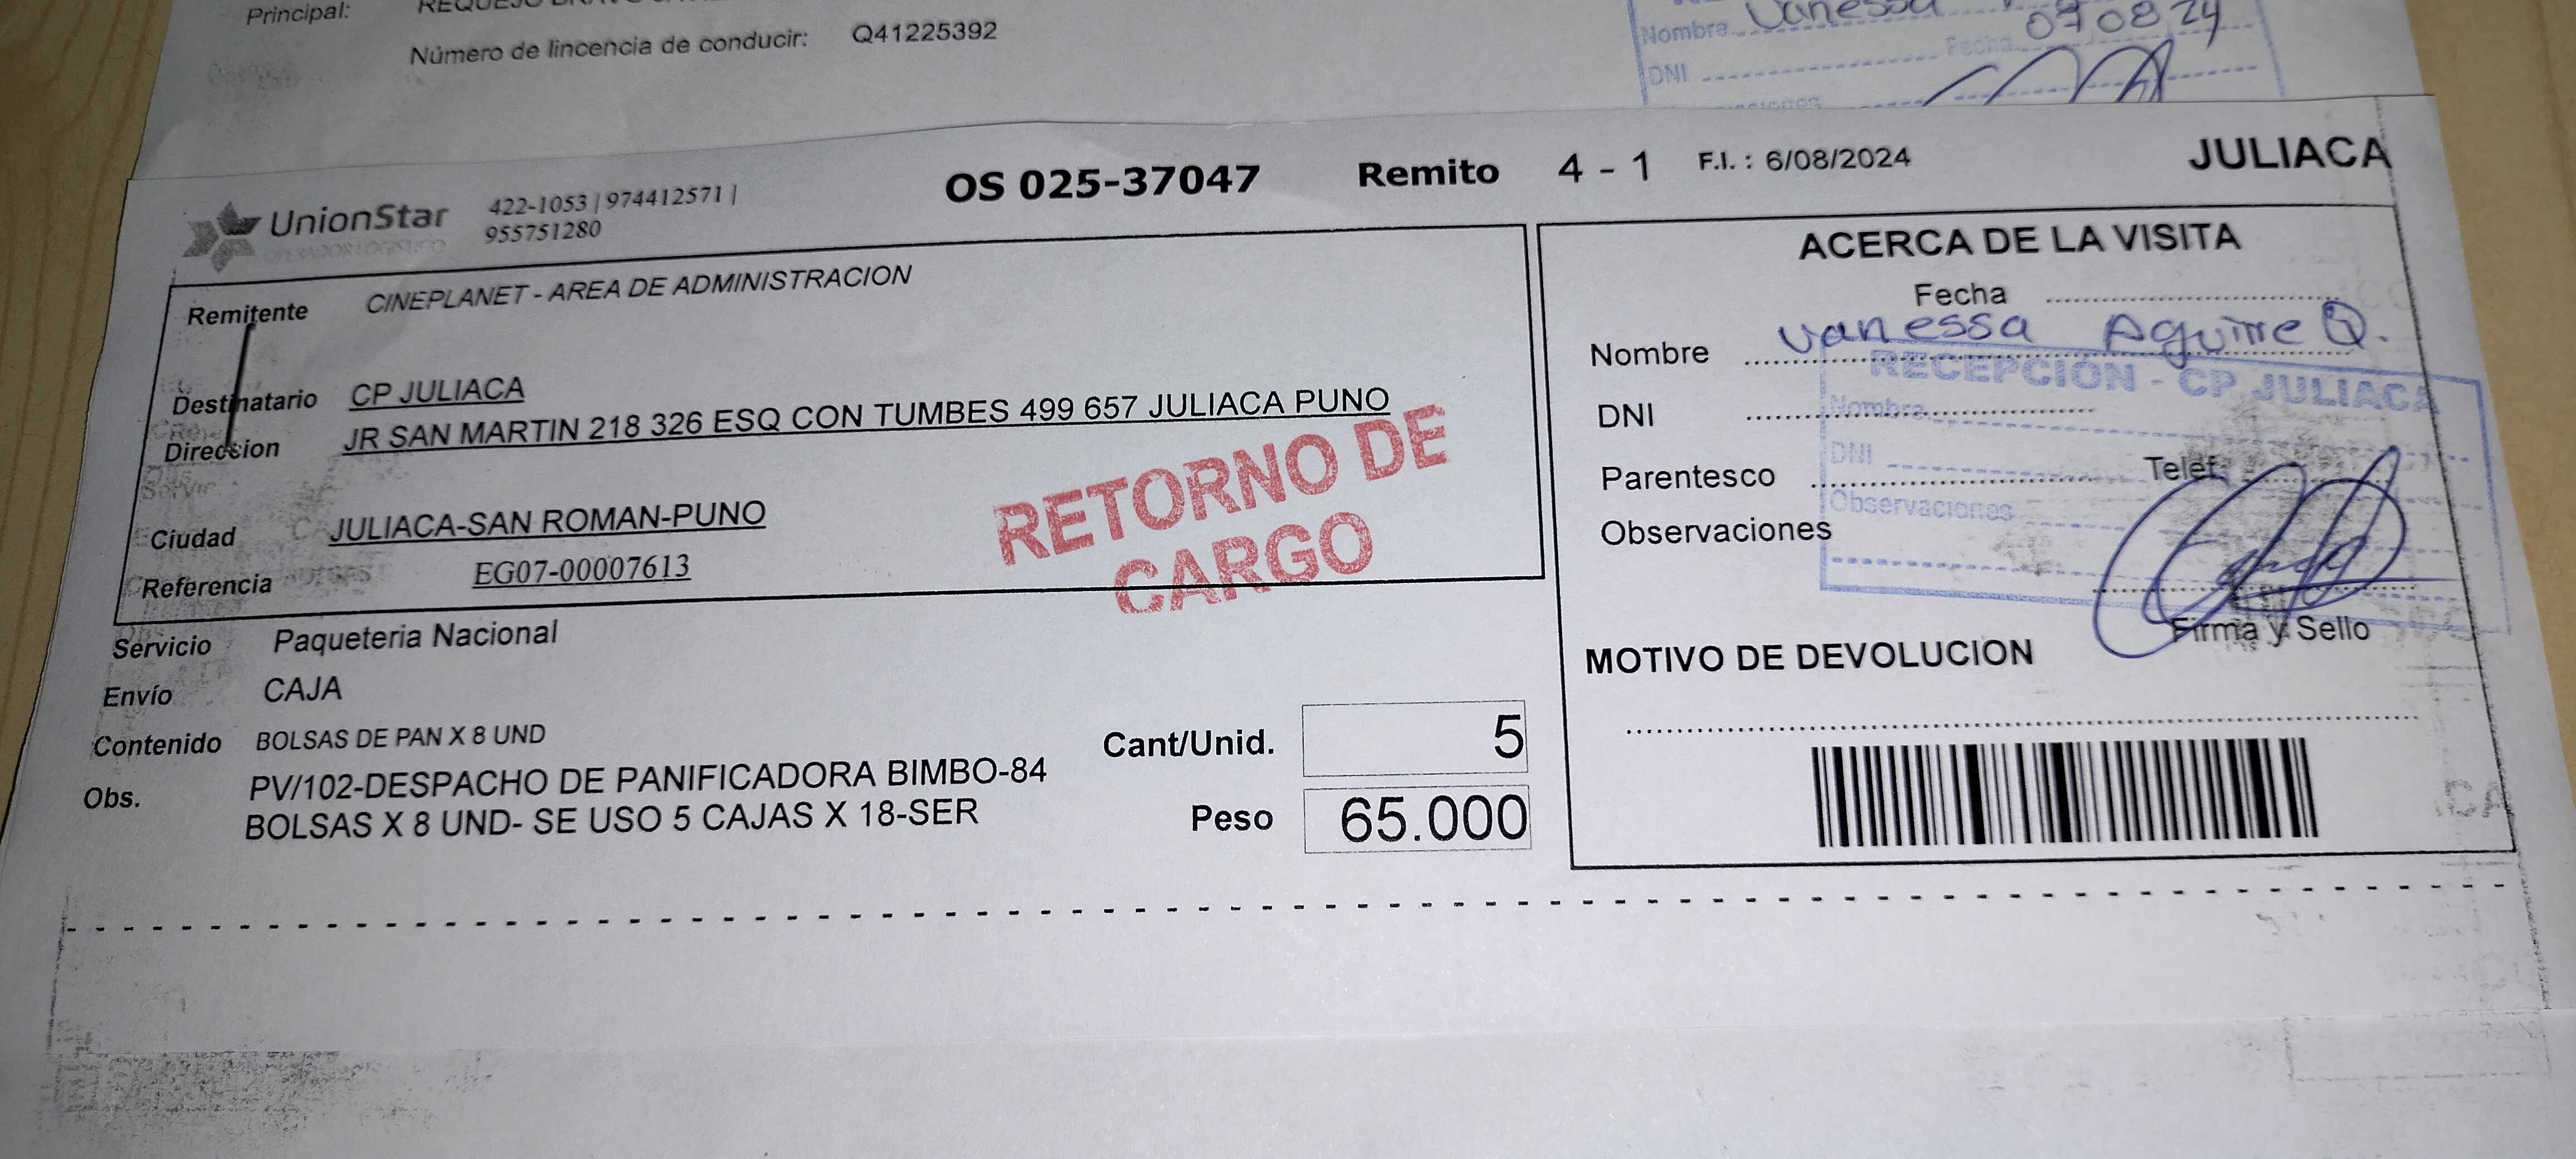 Principal:
Número de lincencia de conducir: Q41225392
Nombre Vanessa
Fecha 070824
DNI
UnionStar
OPERADOR LOGISTICO
422-1053 | 974412571 |
955751280
OS 025-37047 Remito 4 - 1 F.I. : 6/08/2024 JULIACA
Remitente CINEPLANET - AREA DE ADMINISTRACION
Destinatario CP JULIACA
Direccion JR SAN MARTIN 218 326 ESQ CON TUMBES 499 657 JULIACA PUNO
Ciudad JULIACA-SAN ROMAN-PUNO
Referencia EG07-00007613
RETORNO DE
CARGO
Servicio Paqueteria Nacional
Envío CAJA
Contenido BOLSAS DE PAN X 8 UND
Obs. PV/102-DESPACHO DE PANIFICADORA BIMBO-84
BOLSAS X 8 UND- SE USO 5 CAJAS X 18-SER
Cant/Unid. 5
Peso 65.000
ACERCA DE LA VISITA
Fecha
Nombre Vanessa Aguirre Q.
DNI
Parentesco Telef.
Observaciones
Firma y Sello
RECEPCIÓN - CP JULIACA
Nombre
DNI
Observaciones
MOTIVO DE DEVOLUCION